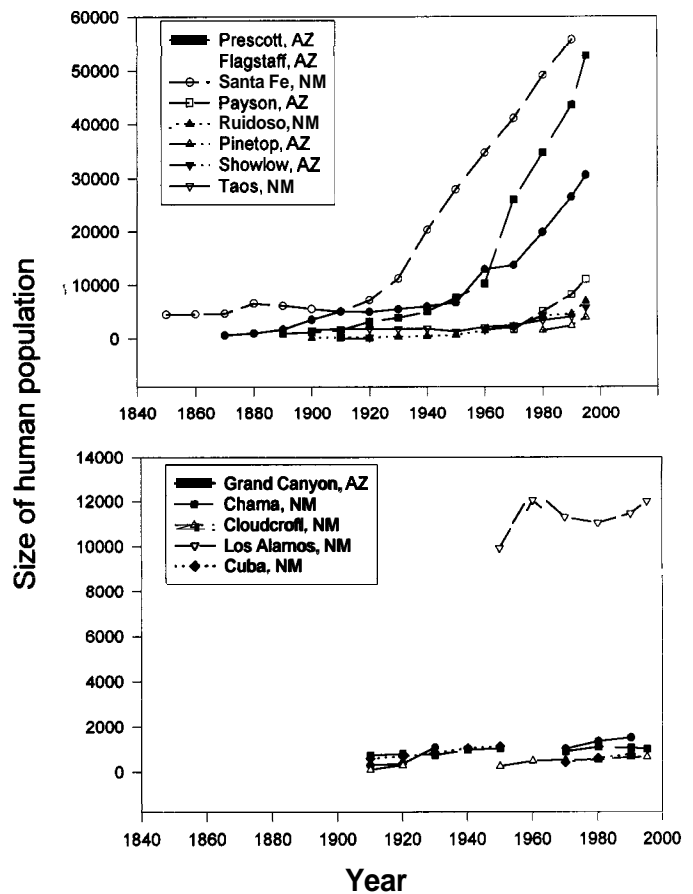 60000
50000
40000
30000
20000
10000
0
Prescott, AZ
Flagstaff, AZ
Santa Fe, NM
Payson, AZ
Ruidoso, NM
Pinetop, AZ
Showlow, AZ
Taos, NM
1840 1860 1880 1900 1920 1940 1960 1980 2000
Size of human population
14000
12000
10000
8000
6000
4000
2000
0
Grand Canyon, AZ
Chama, NM
Cloudcroft, NM
Los Alamos, NM
Cuba, NM
1840 1860 1880 1900 1920 1940 1960 1980 2000
Year